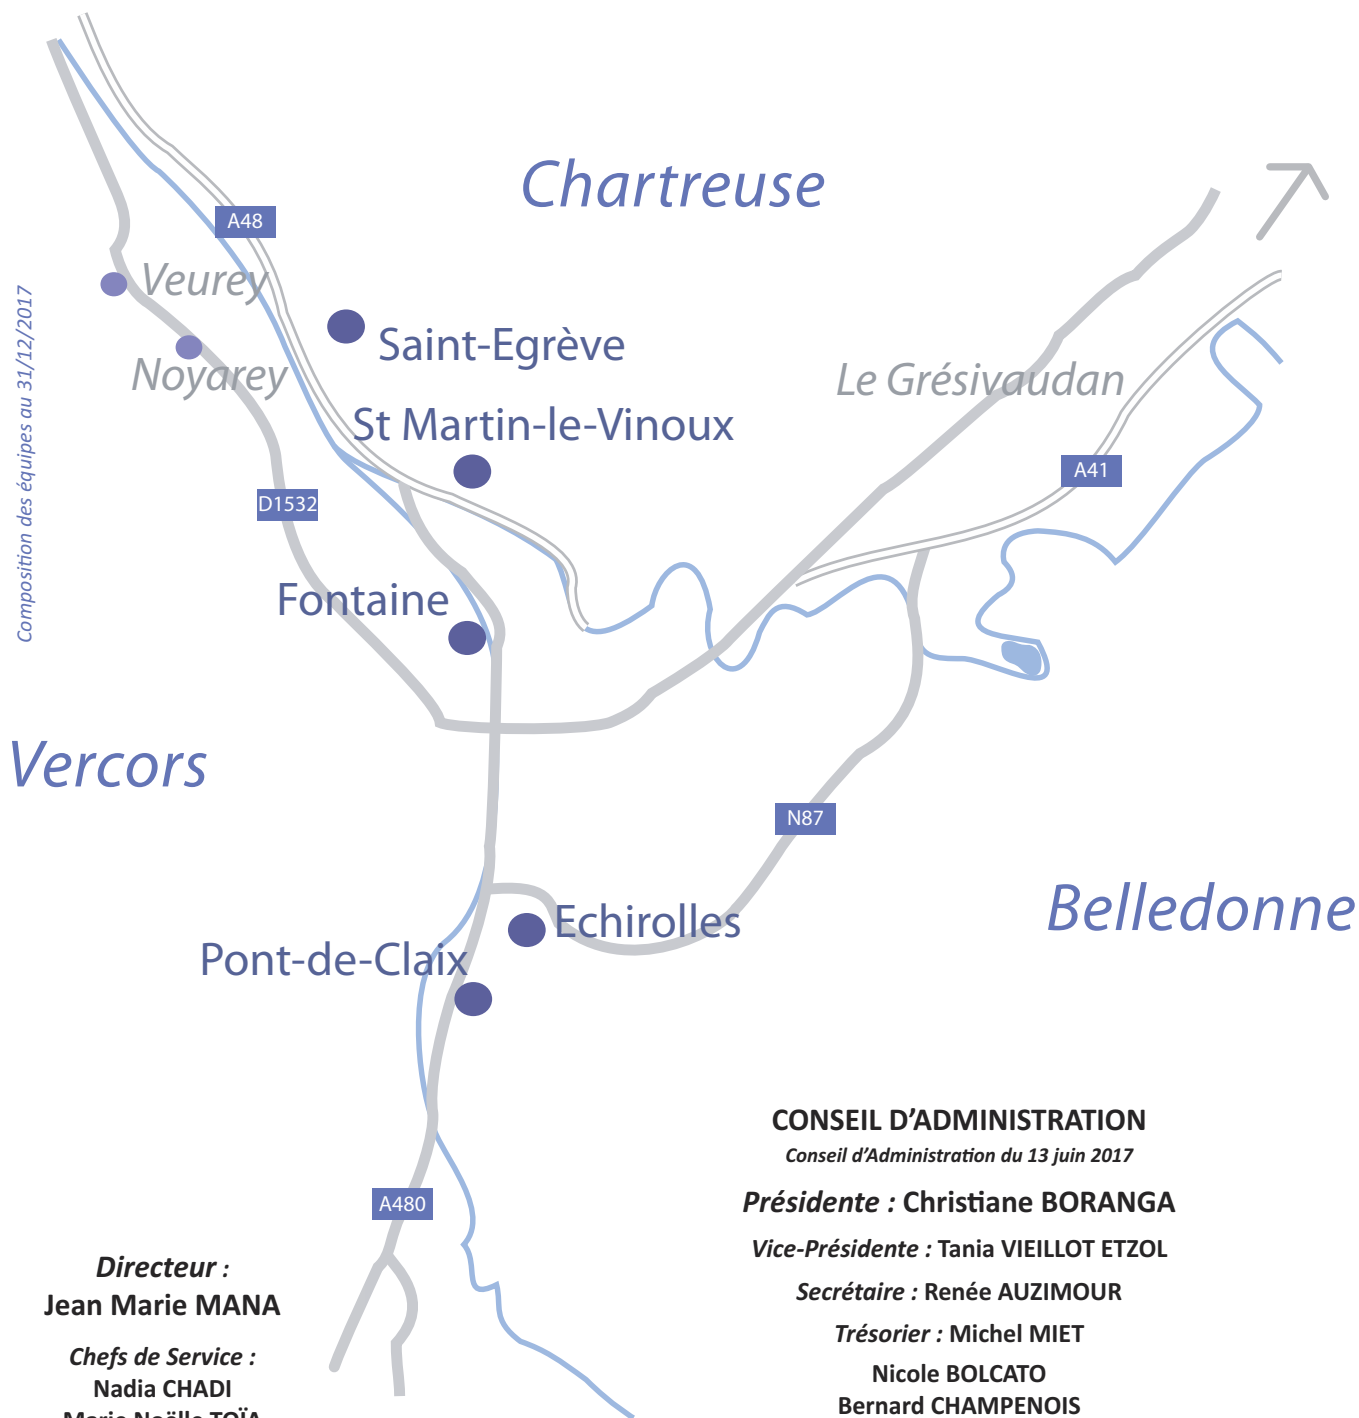 Chartreuse
A48
Veurey
Noyarey
Saint-Egrève
St Martin-le-Vinoux
Le Grésivaudan
A41
D1532
Fontaine
Composition des équipes au 31/12/2017
Vercors
N87
Belledonne
Echirolles
Pont-de-Claix
A480
Directeur :
Jean Marie MANA
Chefs de Service :
Nadia CHADI
Marie Noëlle TOÏA
CONSEIL D’ADMINISTRATION
Conseil d’Administration du 13 juin 2017
Présidente : Christiane BORANGA
Vice-Présidente : Tania VIEILLOT ETZOL
Secrétaire : Renée AUZIMOUR
Trésorier : Michel MIET
Nicole BOLCATO
Bernard CHAMPENOIS